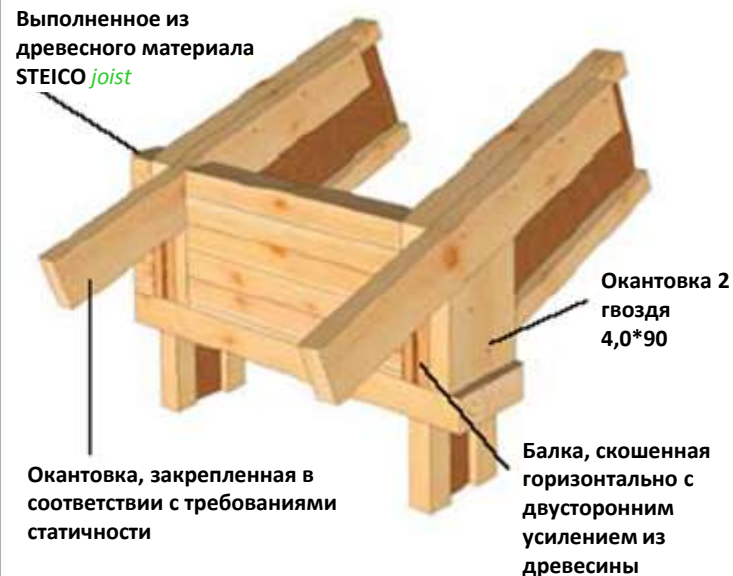 Выполненное из
древесного материала
STEICO joist
Окантовка 2
гвоздя
4,0*90
Окантовка, закрепленная в
соответствии с требованиями
статичности
Балка, скошенная
горизонтально с
двусторонним
усилением из
древесины